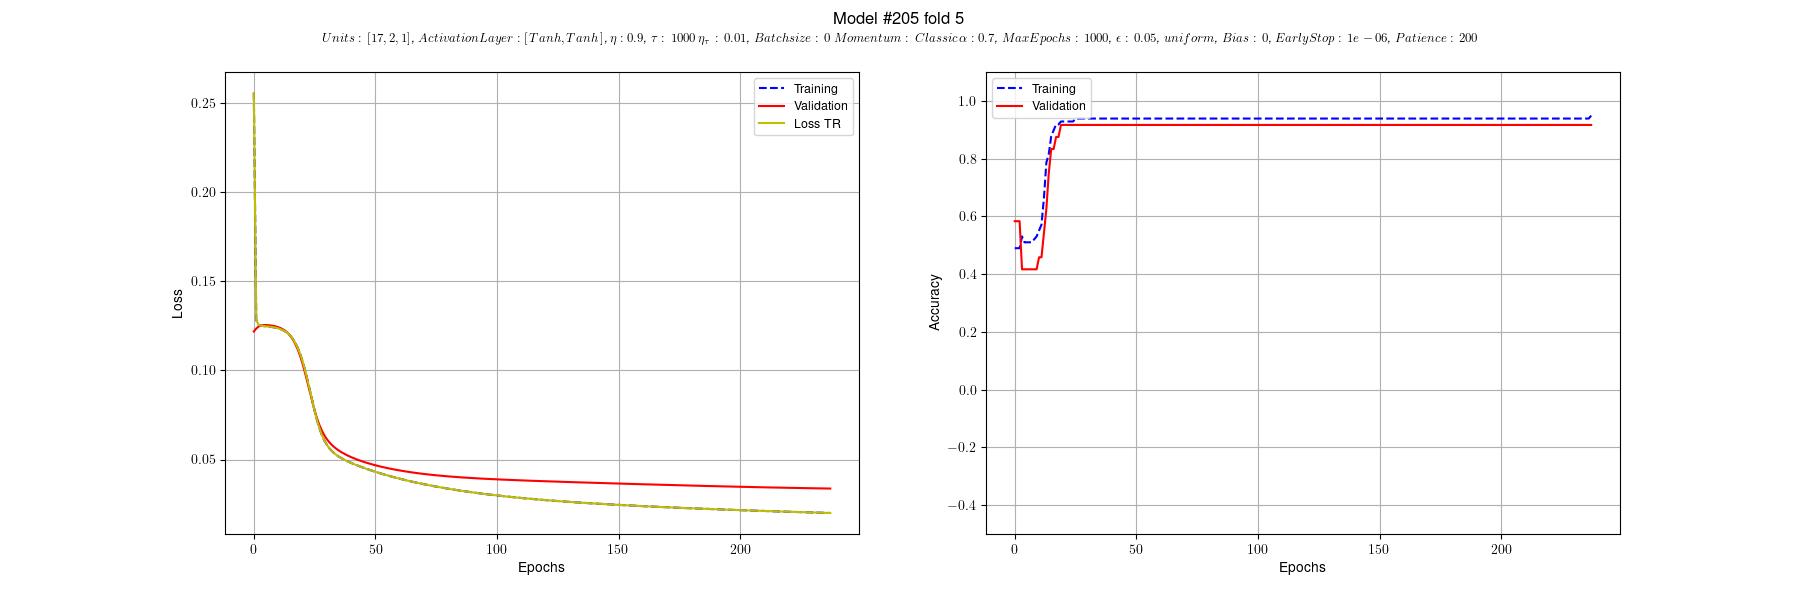 Model #205 fold 5
Units : [17, 2, 1], ActivationLayer : [Tanh, Tanh], η : 0.9, τ : 1000 ητ : 0.01, Batchsize : 0 Momentum : Classicα : 0.7, MaxEpochs : 1000, ϵ : 0.05, uniform, Bias : 0, EarlyStop : 1e − 06, Patience : 200
Training
Validation
Loss TR
0.25
0.20
0.15
0.10
0.05
Loss
0 50 100 150 200
Epochs
Training
Validation
1.0
0.8
0.6
0.4
0.2
0.0
−0.2
−0.4
Accuracy
0 50 100 150 200
Epochs